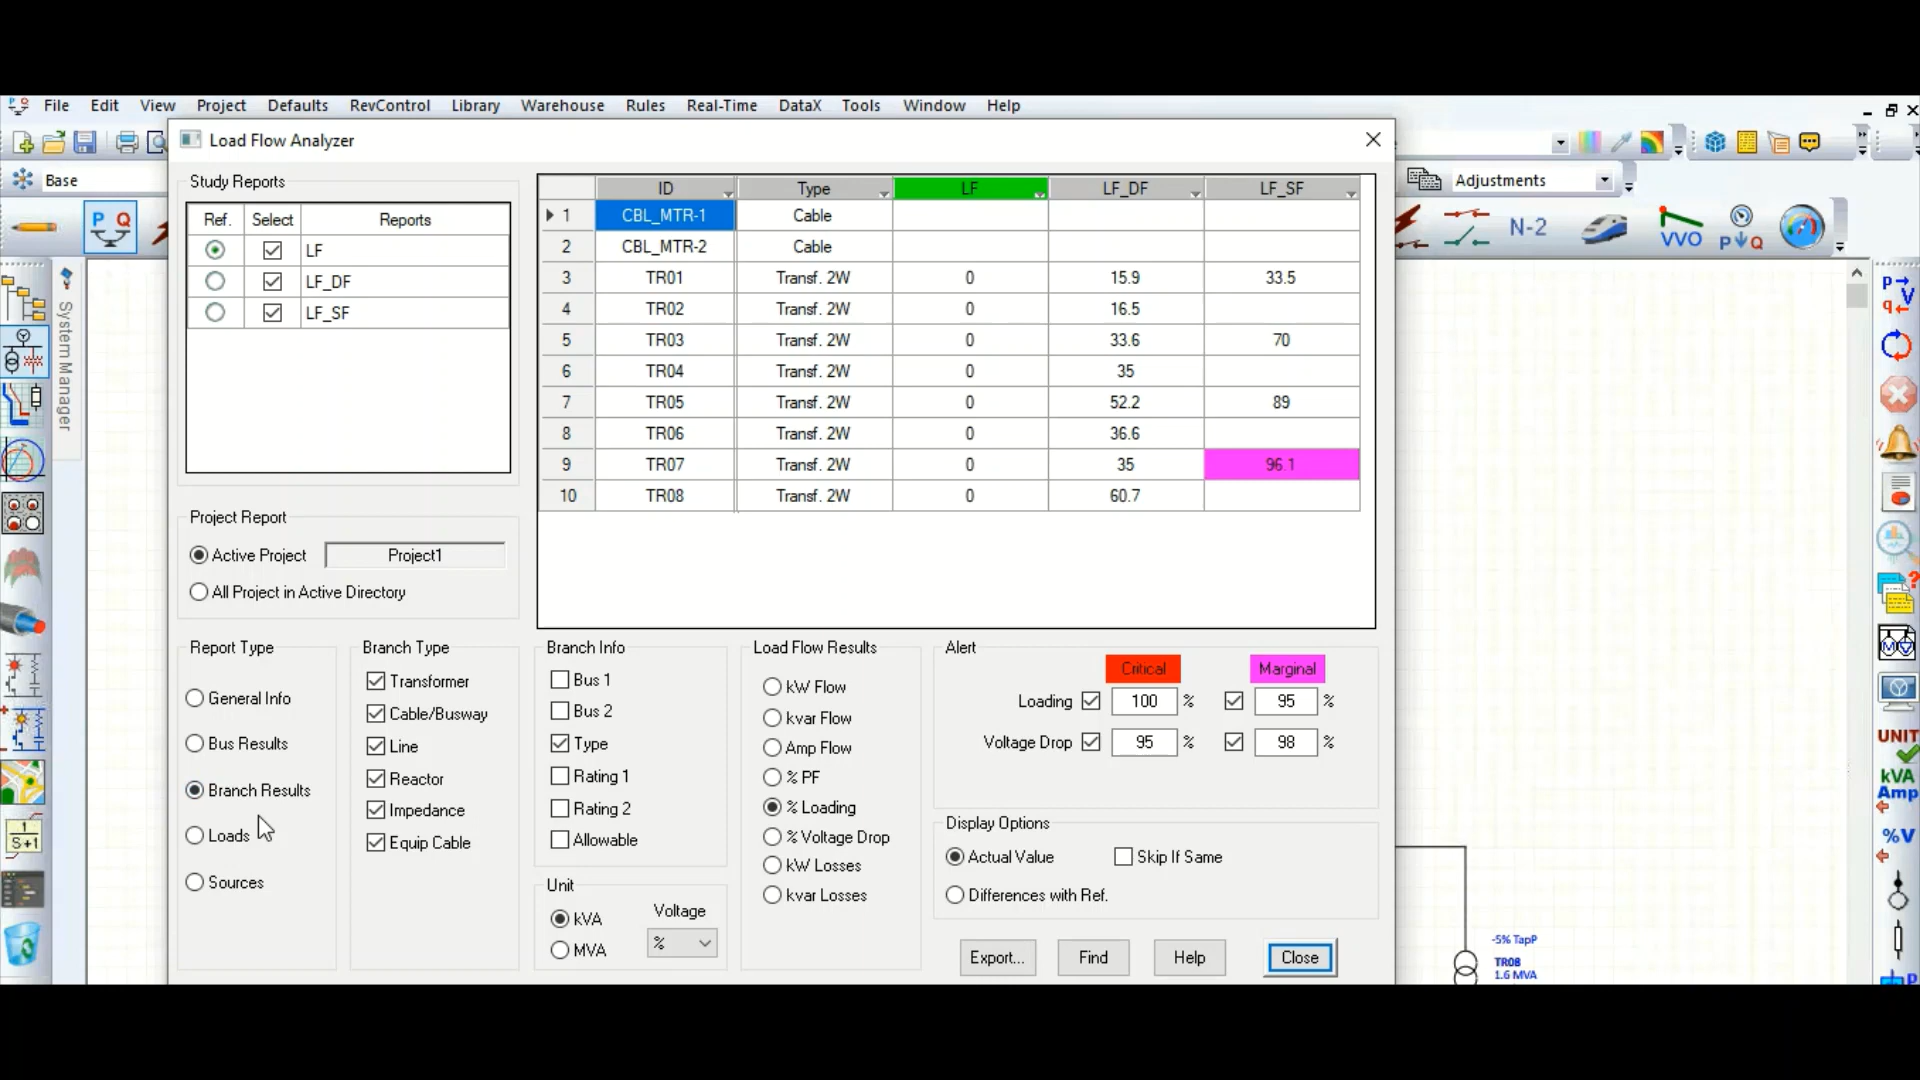 File Edit View Project Defaults RevControl Library Warehouse Rules Real-Time DataX Tools Window Help
Load Flow Analyzer
Base
Adjustments
P Q
N-2
VVO
P Q
System Manager
Study Reports
Ref. Select Reports
LF
LF_DF
LF_SF
ID Type LF LF_DF LF_SF
1 CBL_MTR-1 Cable
2 CBL_MTR-2 Cable
3 TR01 Transf. 2W 0 15.9 33.5
4 TR02 Transf. 2W 0 16.5
5 TR03 Transf. 2W 0 33.6 70
6 TR04 Transf. 2W 0 35
7 TR05 Transf. 2W 0 52.2 89
8 TR06 Transf. 2W 0 36.6
9 TR07 Transf. 2W 0 35 96.1
10 TR08 Transf. 2W 0 60.7
Project Report
Active Project Project1
All Project in Active Directory
Report Type
General Info
Bus Results
Branch Results
Loads
Sources
Branch Type
Transformer
Cable/Busway
Line
Reactor
Impedance
Equip Cable
Branch Info
Bus 1
Bus 2
Type
Rating 1
Rating 2
Allowable
Unit
kVA
MVA
Voltage
%
Load Flow Results
kW Flow
kvar Flow
Amp Flow
% PF
% Loading
% Voltage Drop
kW Losses
kvar Losses
Alert
Critical Marginal
Loading 100 % 95 %
Voltage Drop 95 % 98 %
Display Options
Actual Value Skip If Same
Differences with Ref.
Export... Find Help Close
-5% TapP
TR08
1.6 MVA
1
S+1
P V
q
UNIT
kVA
Amp
%V
P